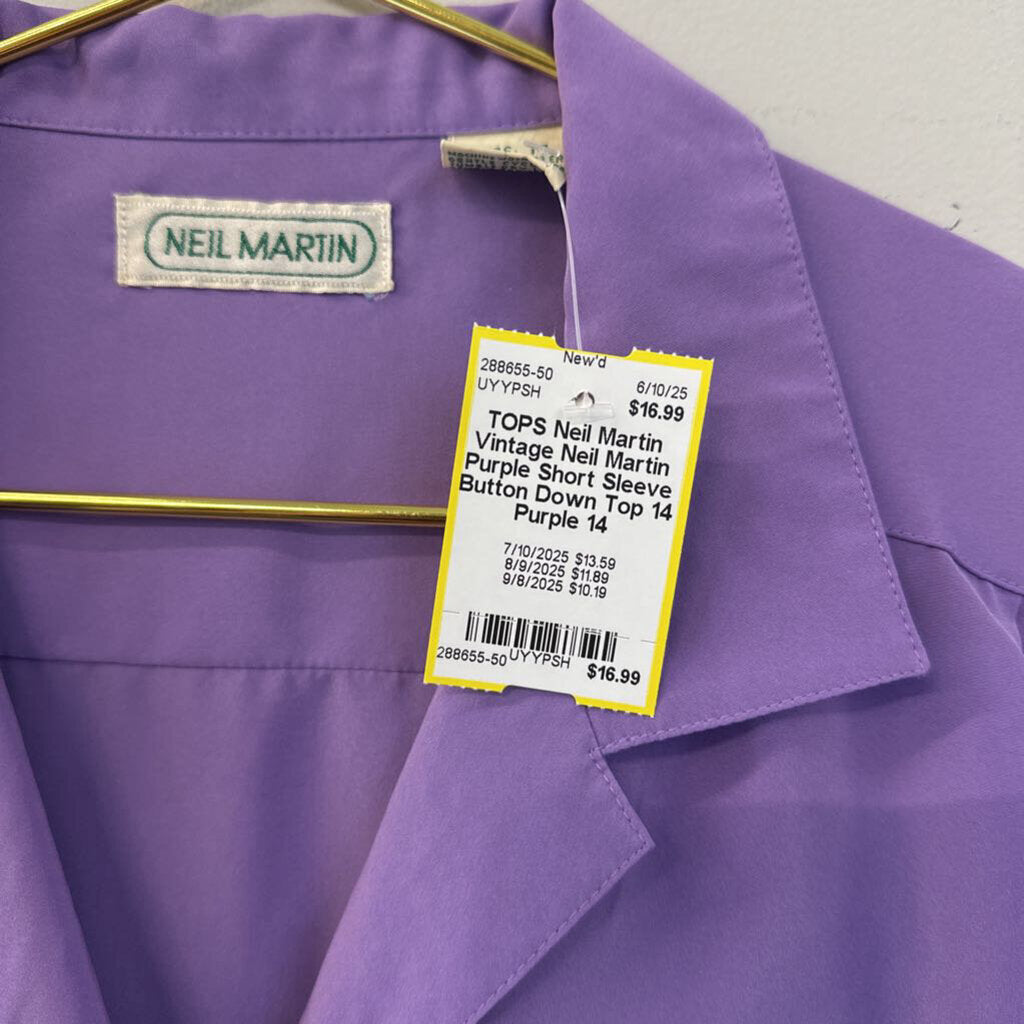 NEIL MARTIN
New'd
288655-50
UYYPSH
6/10/25
$16.99
TOPS Neil Martin
Vintage Neil Martin
Purple Short Sleeve
Button Down Top 14
Purple 14
7/10/2025 $13.59
8/9/2025 $11.89
9/8/2025 $10.19
288655-50 UYYPSH $16.99